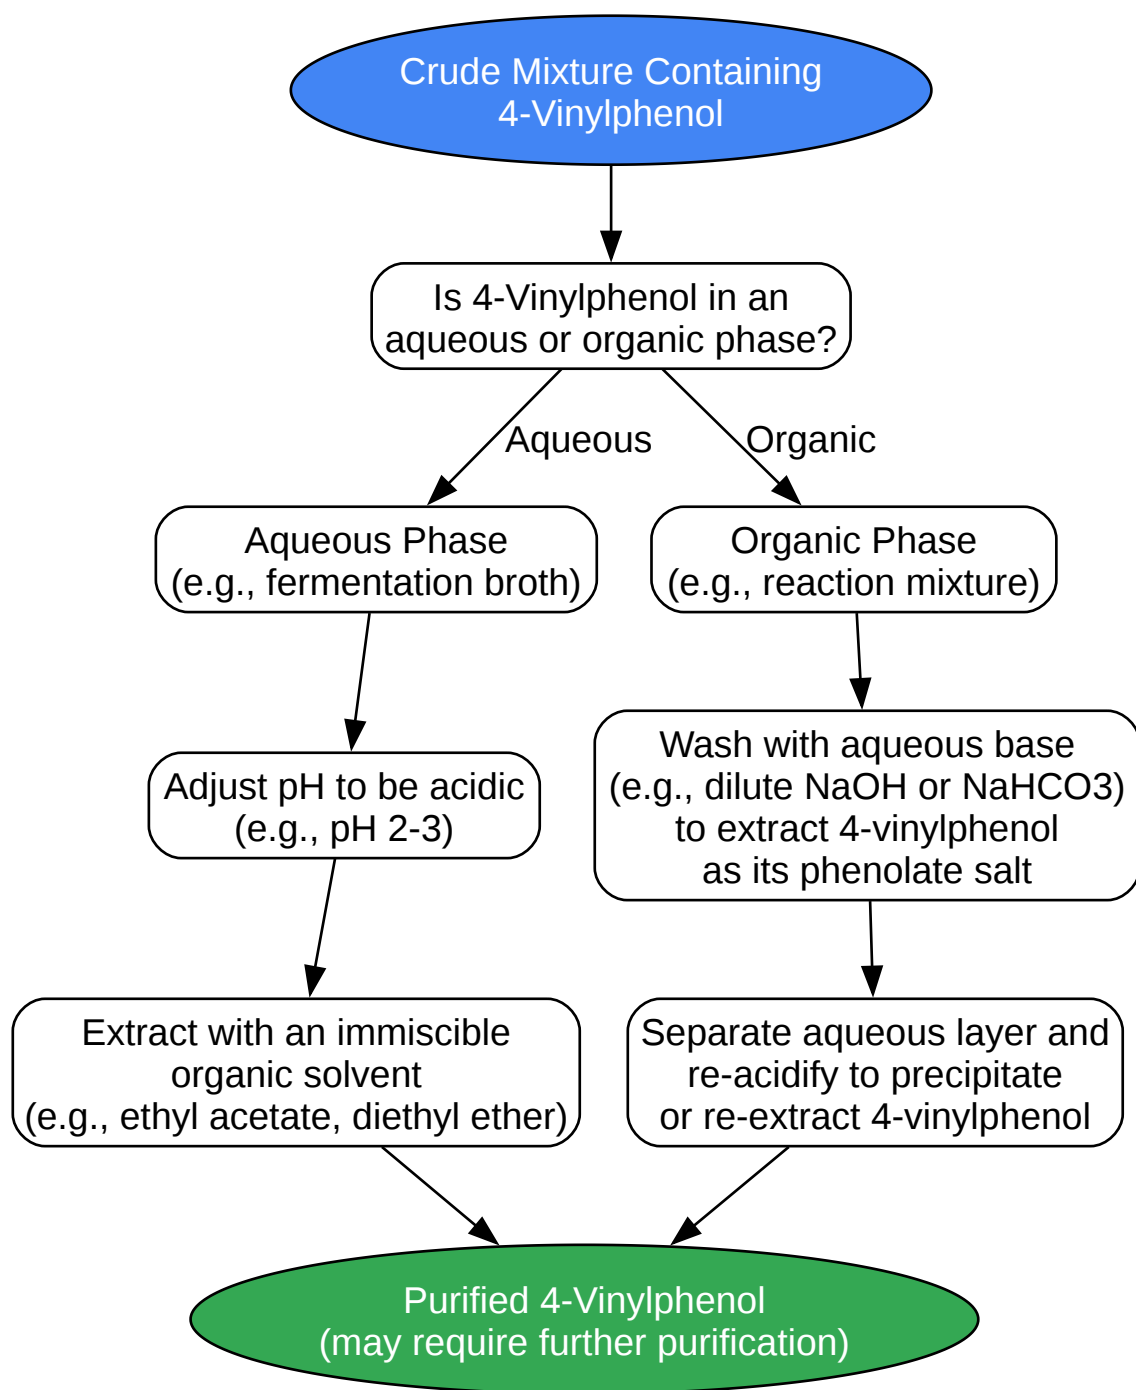 Crude Mixture Containing
4-Vinylphenol
Is 4-Vinylphenol in an
aqueous or organic phase?
Aqueous
Organic
Aqueous Phase
(e.g., fermentation broth)
Organic Phase
(e.g., reaction mixture)
Adjust pH to be acidic
(e.g., pH 2-3)
Wash with aqueous base
(e.g., dilute NaOH or NaHCO3)
to extract 4-vinylphenol
as its phenolate salt
Extract with an immiscible
organic solvent
(e.g., ethyl acetate, diethyl ether)
Separate aqueous layer and
re-acidify to precipitate
or re-extract 4-vinylphenol
Purified 4-Vinylphenol
(may require further purification)